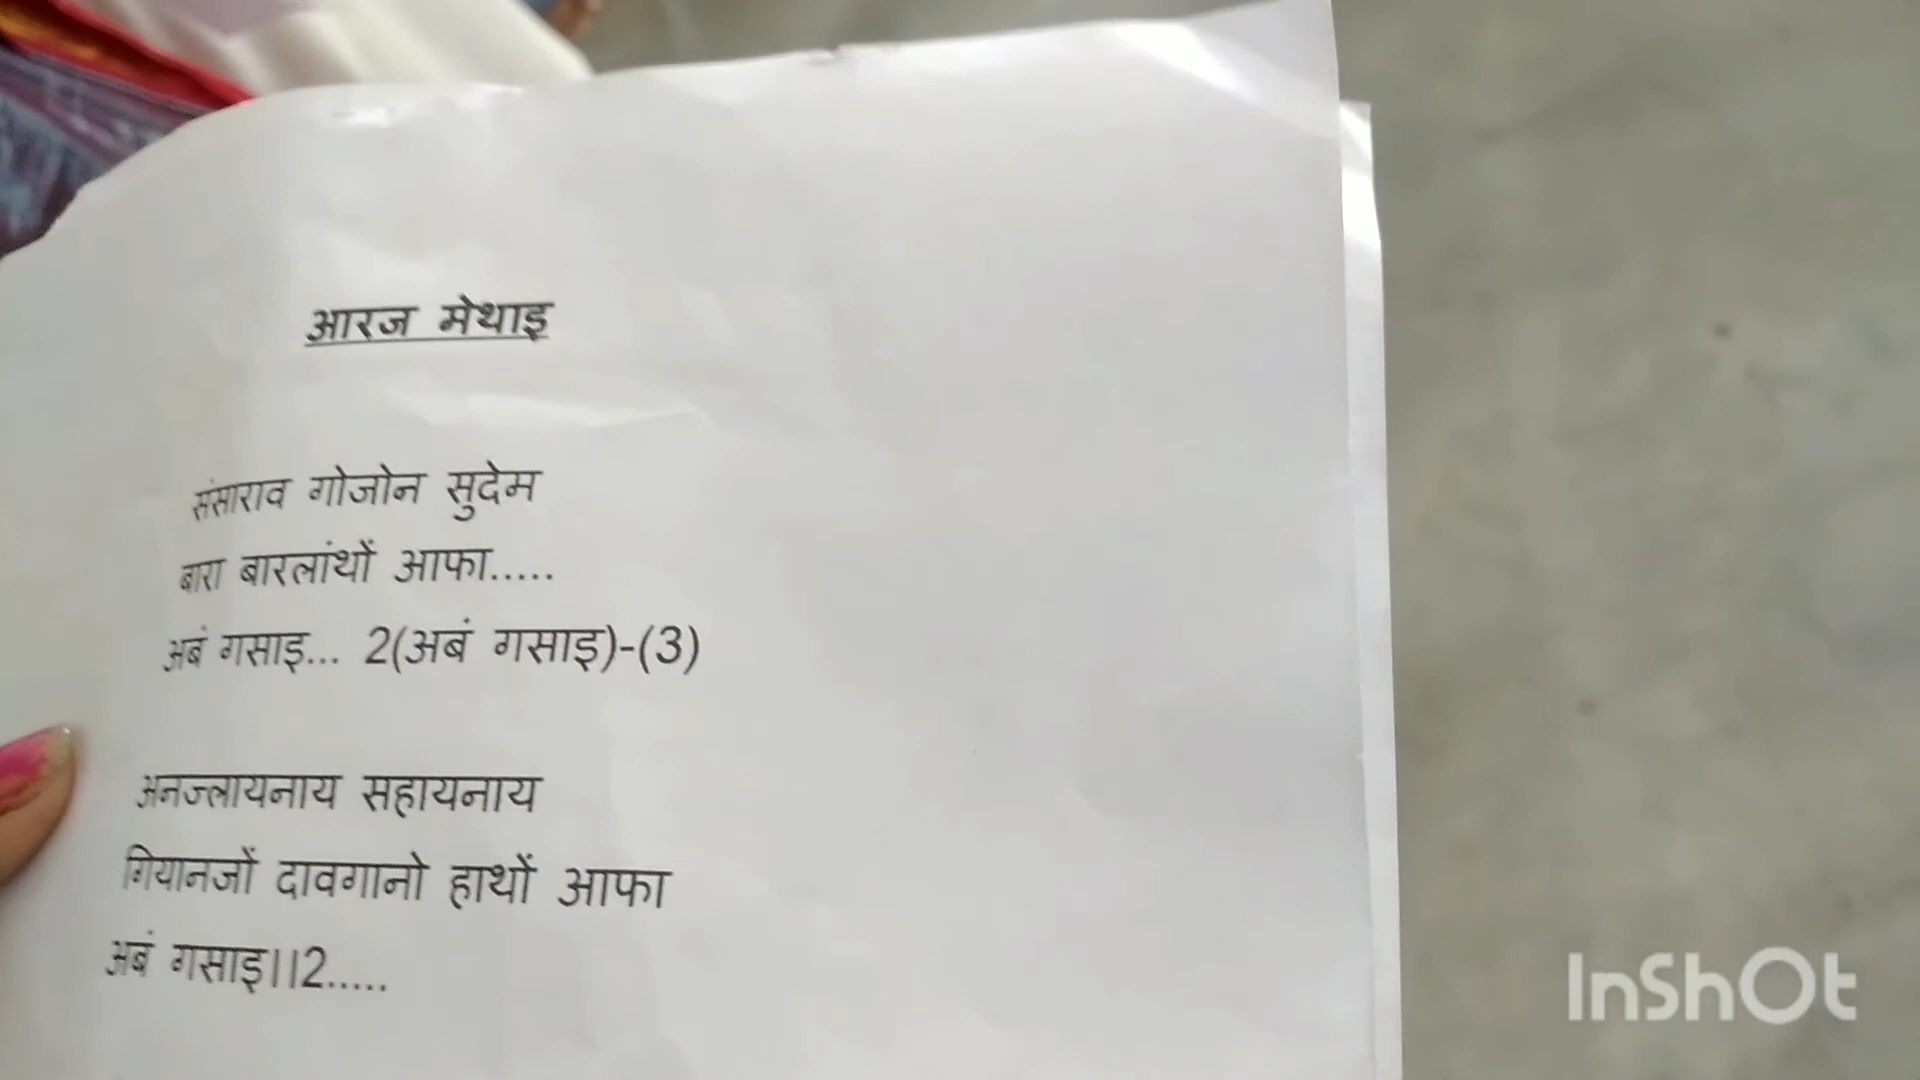 आरज मेथाइ
संसाराव गोजोन सुदेम
बारा बारलांथों आफा.....
अबं गसाइ... 2(अबं गसाइ)-(3)
अनज्लायनाय सहायनाय
गियानजों दावगानो हाथों आफा
अबं गसाइ||2.....
InShOt